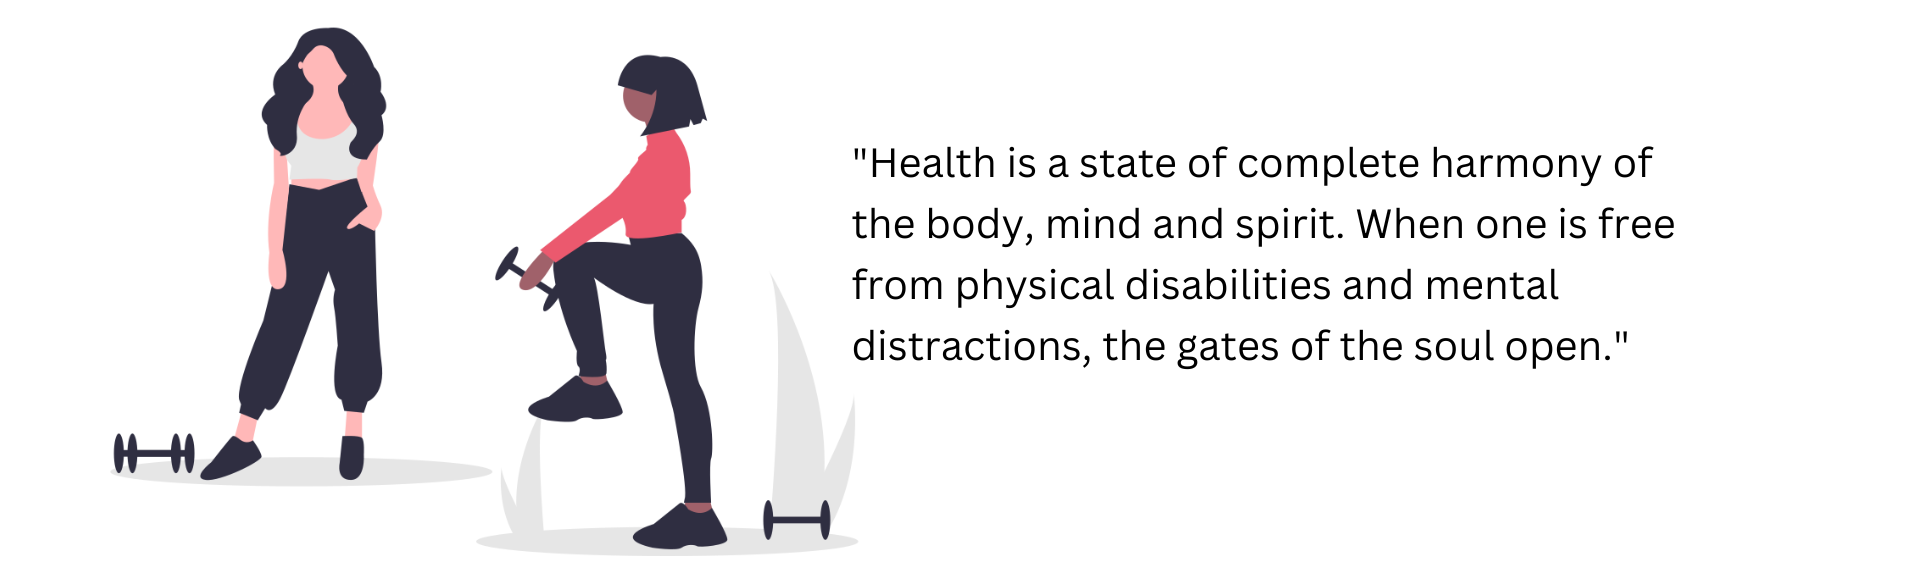 "Health is a state of complete harmony of
the body, mind and spirit. When one is free
from physical disabilities and mental
distractions, the gates of the soul open."